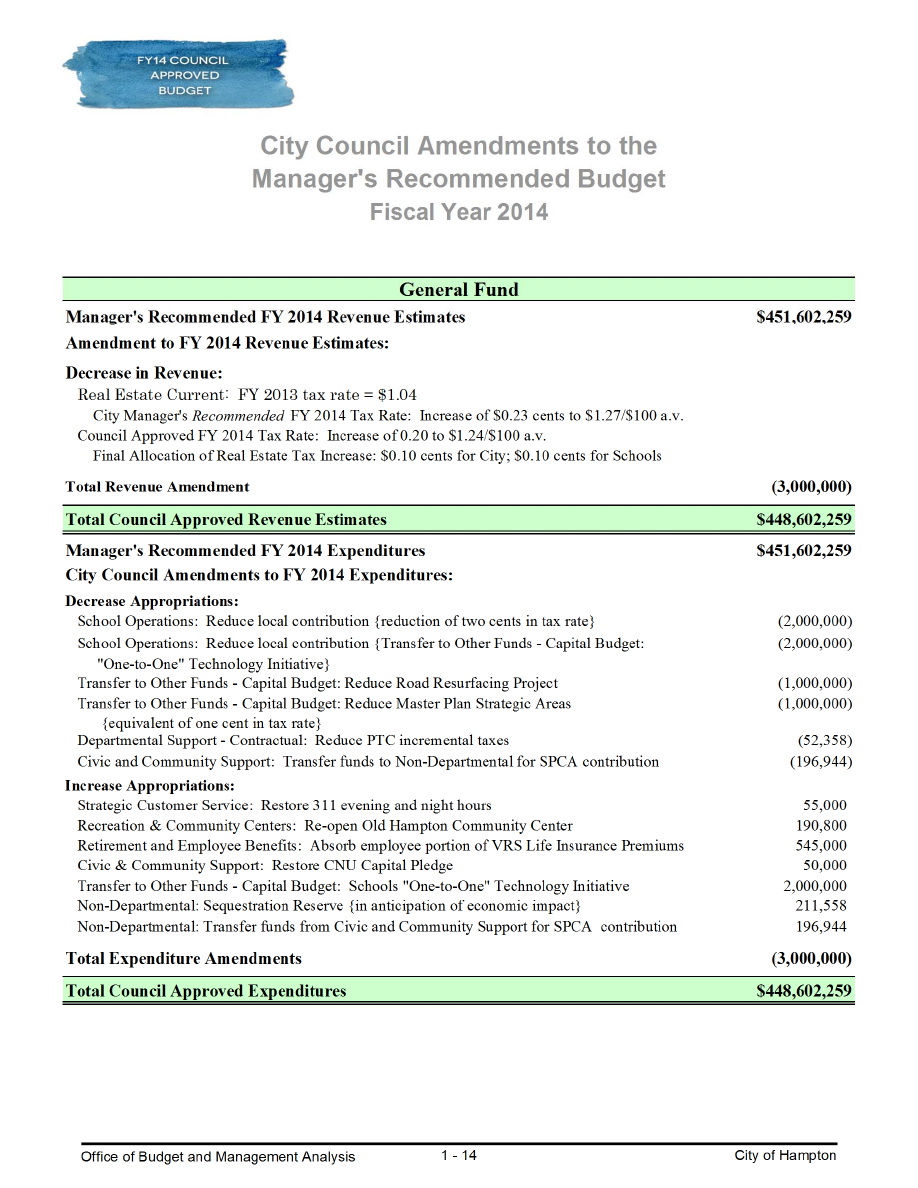 FY14 COUNCIL
APPROVED
BUDGET
City Council Amendments to the
Manager's Recommended Budget
Fiscal Year 2014
General Fund
Manager's Recommended FY 2014 Revenue Estimates $451,602,259
Amendment to FY 2014 Revenue Estimates:
Decrease in Revenue:
Real Estate Current: FY 2013 tax rate = $1.04
City Manager's Recommended FY 2014 Tax Rate: Increase of $0.23 cents to $1.27/$100 a.v.
Council Approved FY 2014 Tax Rate: Increase of 0.20 to $1.24/$100 a.v.
Final Allocation of Real Estate Tax Increase: $0.10 cents for City; $0.10 cents for Schools
Total Revenue Amendment (3,000,000)
Total Council Approved Revenue Estimates $448,602,259
Manager's Recommended FY 2014 Expenditures $451,602,259
City Council Amendments to FY 2014 Expenditures:
Decrease Appropriations:
School Operations: Reduce local contribution {reduction of two cents in tax rate} (2,000,000)
School Operations: Reduce local contribution {Transfer to Other Funds - Capital Budget: (2,000,000)
"One-to-One" Technology Initiative}
Transfer to Other Funds - Capital Budget: Reduce Road Resurfacing Project (1,000,000)
Transfer to Other Funds - Capital Budget: Reduce Master Plan Strategic Areas (1,000,000)
{equivalent of one cent in tax rate}
Departmental Support - Contractual: Reduce PTC incremental taxes (52,358)
Civic and Community Support: Transfer funds to Non-Departmental for SPCA contribution (196,944)
Increase Appropriations:
Strategic Customer Service: Restore 311 evening and night hours 55,000
Recreation & Community Centers: Re-open Old Hampton Community Center 190,800
Retirement and Employee Benefits: Absorb employee portion of VRS Life Insurance Premiums 545,000
Civic & Community Support: Restore CNU Capital Pledge 50,000
Transfer to Other Funds - Capital Budget: Schools "One-to-One" Technology Initiative 2,000,000
Non-Departmental: Sequestration Reserve {in anticipation of economic impact} 211,558
Non-Departmental: Transfer funds from Civic and Community Support for SPCA contribution 196,944
Total Expenditure Amendments (3,000,000)
Total Council Approved Expenditures $448,602,259
Office of Budget and Management Analysis 1 - 14 City of Hampton